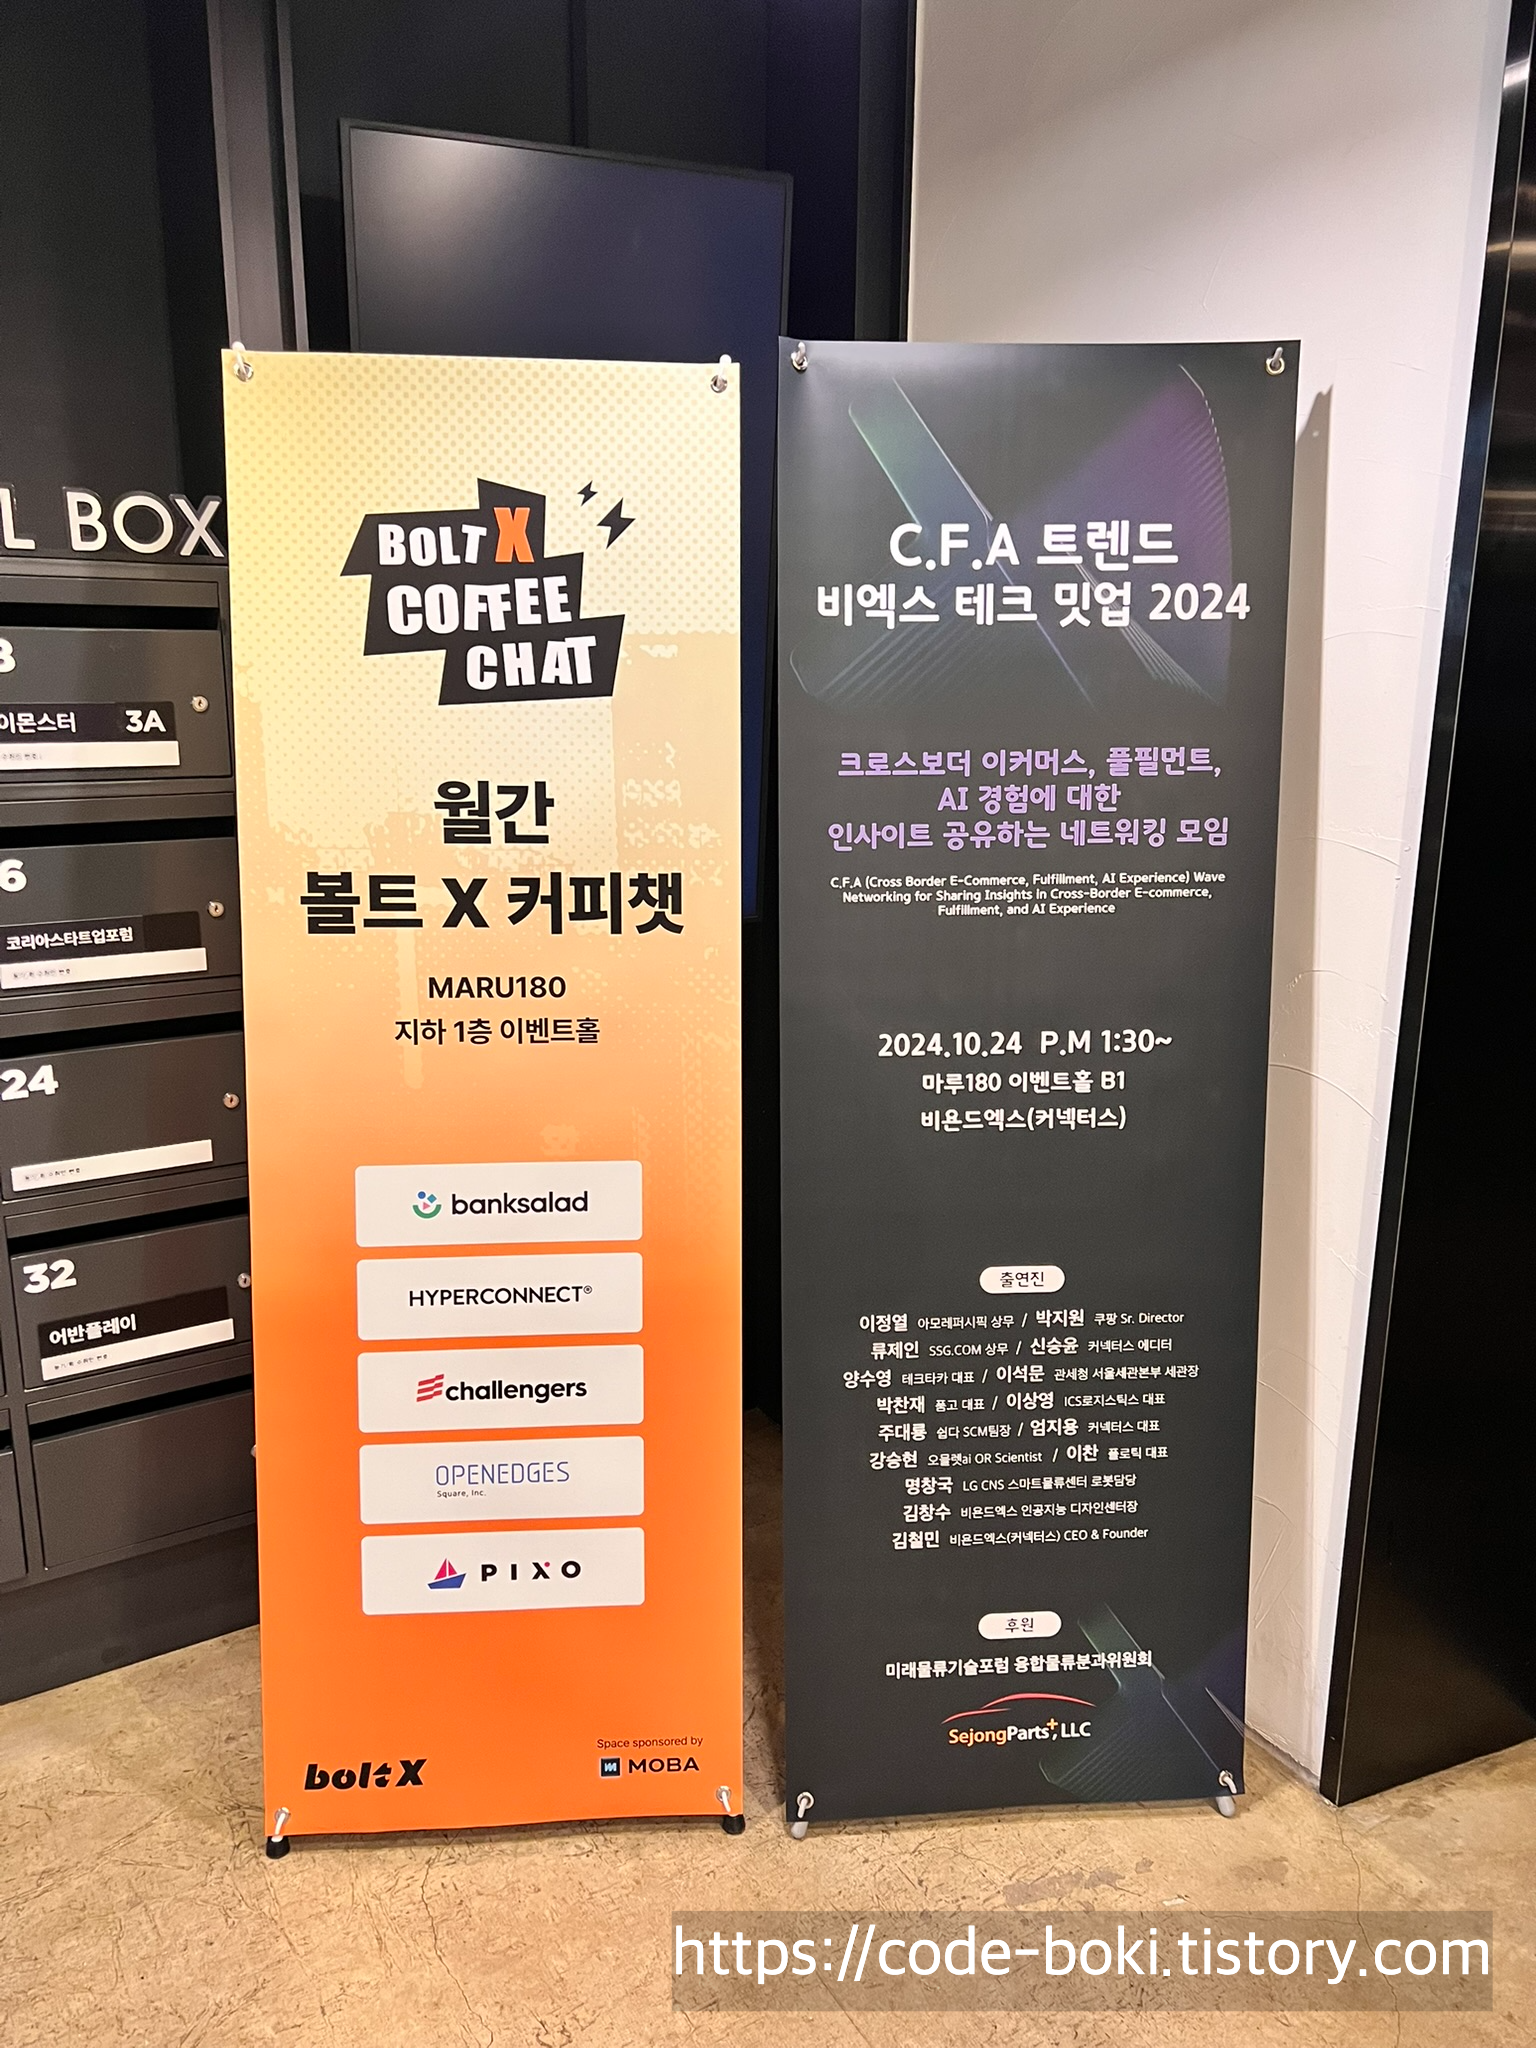 L BOX
3A
이몬스터
6
코리아스타트업포럼
24
32
어반플레이
BOLT X
COFFEE
CHAT
월간
볼트 X 커피챗
MARU180
지하 1층 이벤트홀
banksalad
HYPERCONNECT®
challengers
OPENEDGES
Square, Inc.
PIXO
boltX
Space sponsored by
MOBA
C.F.A 트렌드
비엑스 테크 밋업 2024
크로스보더 이커머스, 풀필먼트,
AI 경험에 대한
인사이트 공유하는 네트워킹 모임
C.F.A (Cross Border E-Commerce, Fulfillment, AI Experience) Wave
Networking for Sharing Insights in Cross-Border E-commerce,
Fulfillment, and AI Experience
2024.10.24 P.M 1:30~
마루180 이벤트홀 B1
비욘드엑스(커넥터스)
출연진
이정열 아모레퍼시픽 상무 / 박지원 쿠팡 Sr. Director
류제인 SSG.COM 상무 / 신승윤 커넥터스 에디터
양수영 테크타카 대표 / 이석문 관세청 서울세관본부 세관장
박찬재 품고 대표 / 이상영 ICS로지스틱스 대표
주대룡 쉽다 SCM팀장 / 엄지용 커넥터스 대표
강승현 오믈렛ai OR Scientist / 이찬 플로틱 대표
명창국 LG CNS 스마트물류센터 로봇담당
김창수 비욘드엑스 인공지능 디자인센터장
김철민 비욘드엑스(커넥터스) CEO & Founder
후원
미래물류기술포럼 융합물류분과위원회
SejongParts+, LLC
https://code-boki.tistory.com